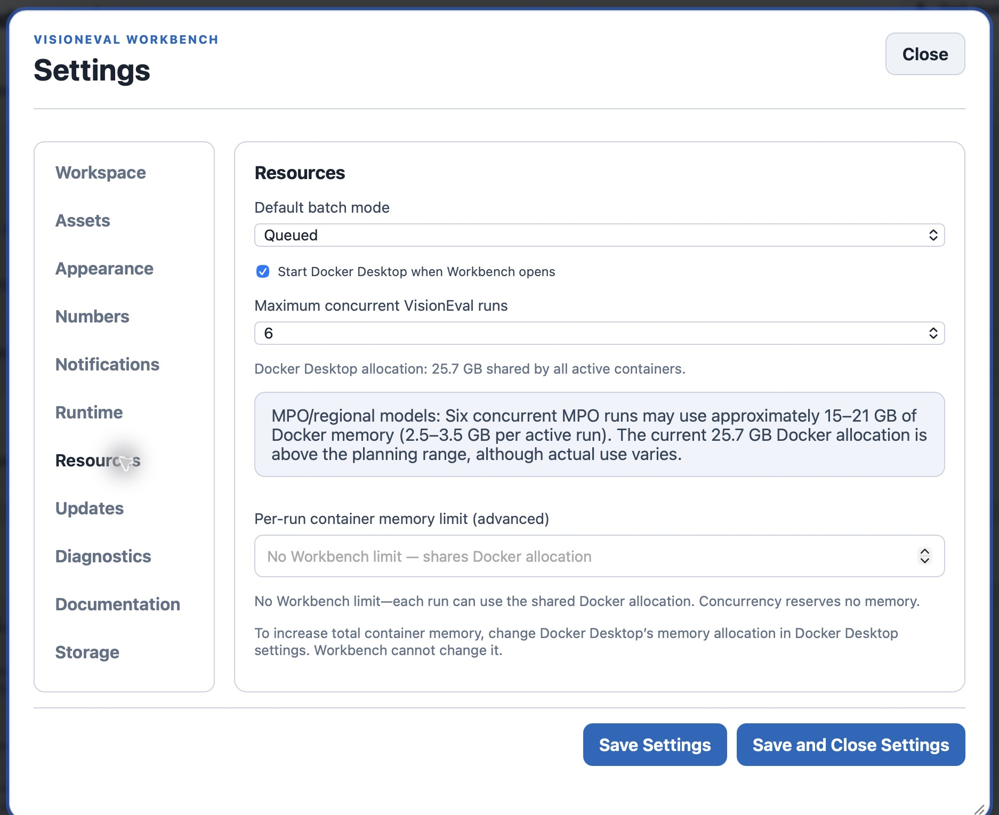 VISIONEVAL WORKBENCH
Settings
Close
Workspace
Assets
Appearance
Numbers
Notifications
Runtime
Resources
Updates
Diagnostics
Documentation
Storage
Resources
Default batch mode
Queued
Start Docker Desktop when Workbench opens
Maximum concurrent VisionEval runs
6
Docker Desktop allocation: 25.7 GB shared by all active containers.
MPO/regional models: Six concurrent MPO runs may use approximately 15–21 GB of
Docker memory (2.5–3.5 GB per active run). The current 25.7 GB Docker allocation is
above the planning range, although actual use varies.
Per-run container memory limit (advanced)
No Workbench limit — shares Docker allocation
No Workbench limit—each run can use the shared Docker allocation. Concurrency reserves no memory.
To increase total container memory, change Docker Desktop’s memory allocation in Docker Desktop
settings. Workbench cannot change it.
Save Settings
Save and Close Settings